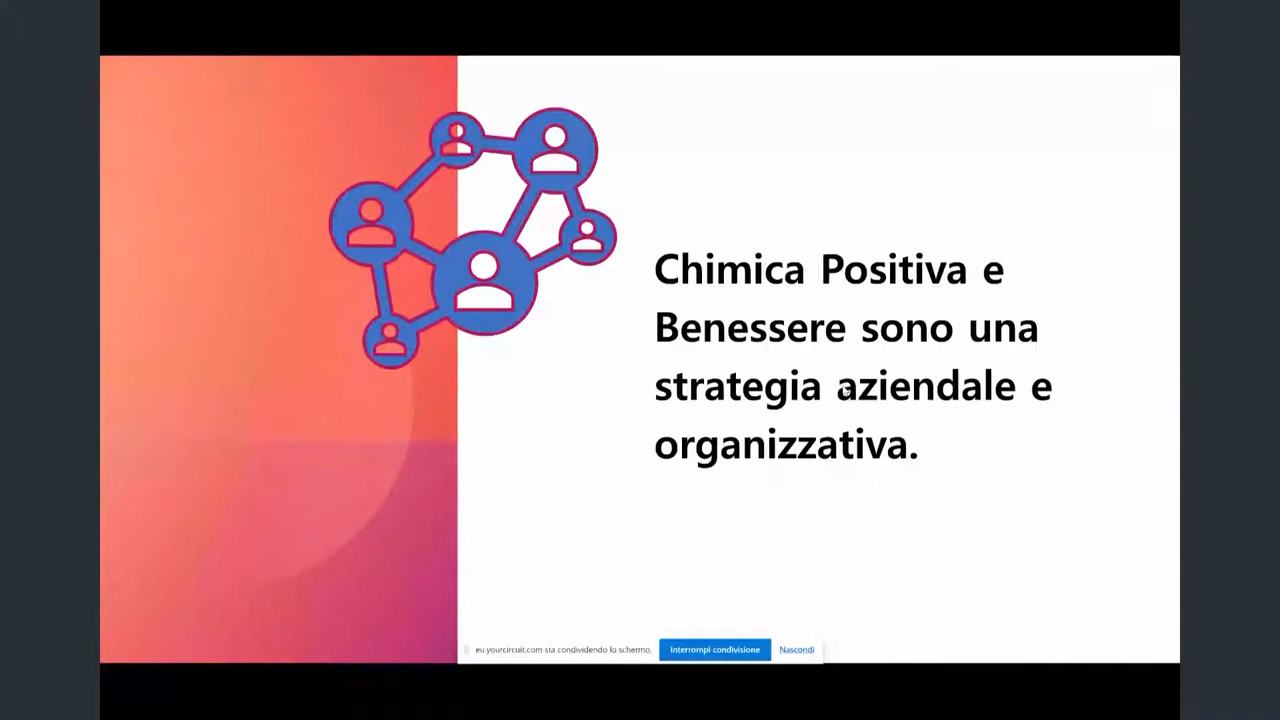 Chimica Positiva e
Benessere sono una
strategia aziendale e
organizzativa.
eu.yourcircuit.com sta condividendo lo schermo. Interrompi condivisione Nascondi